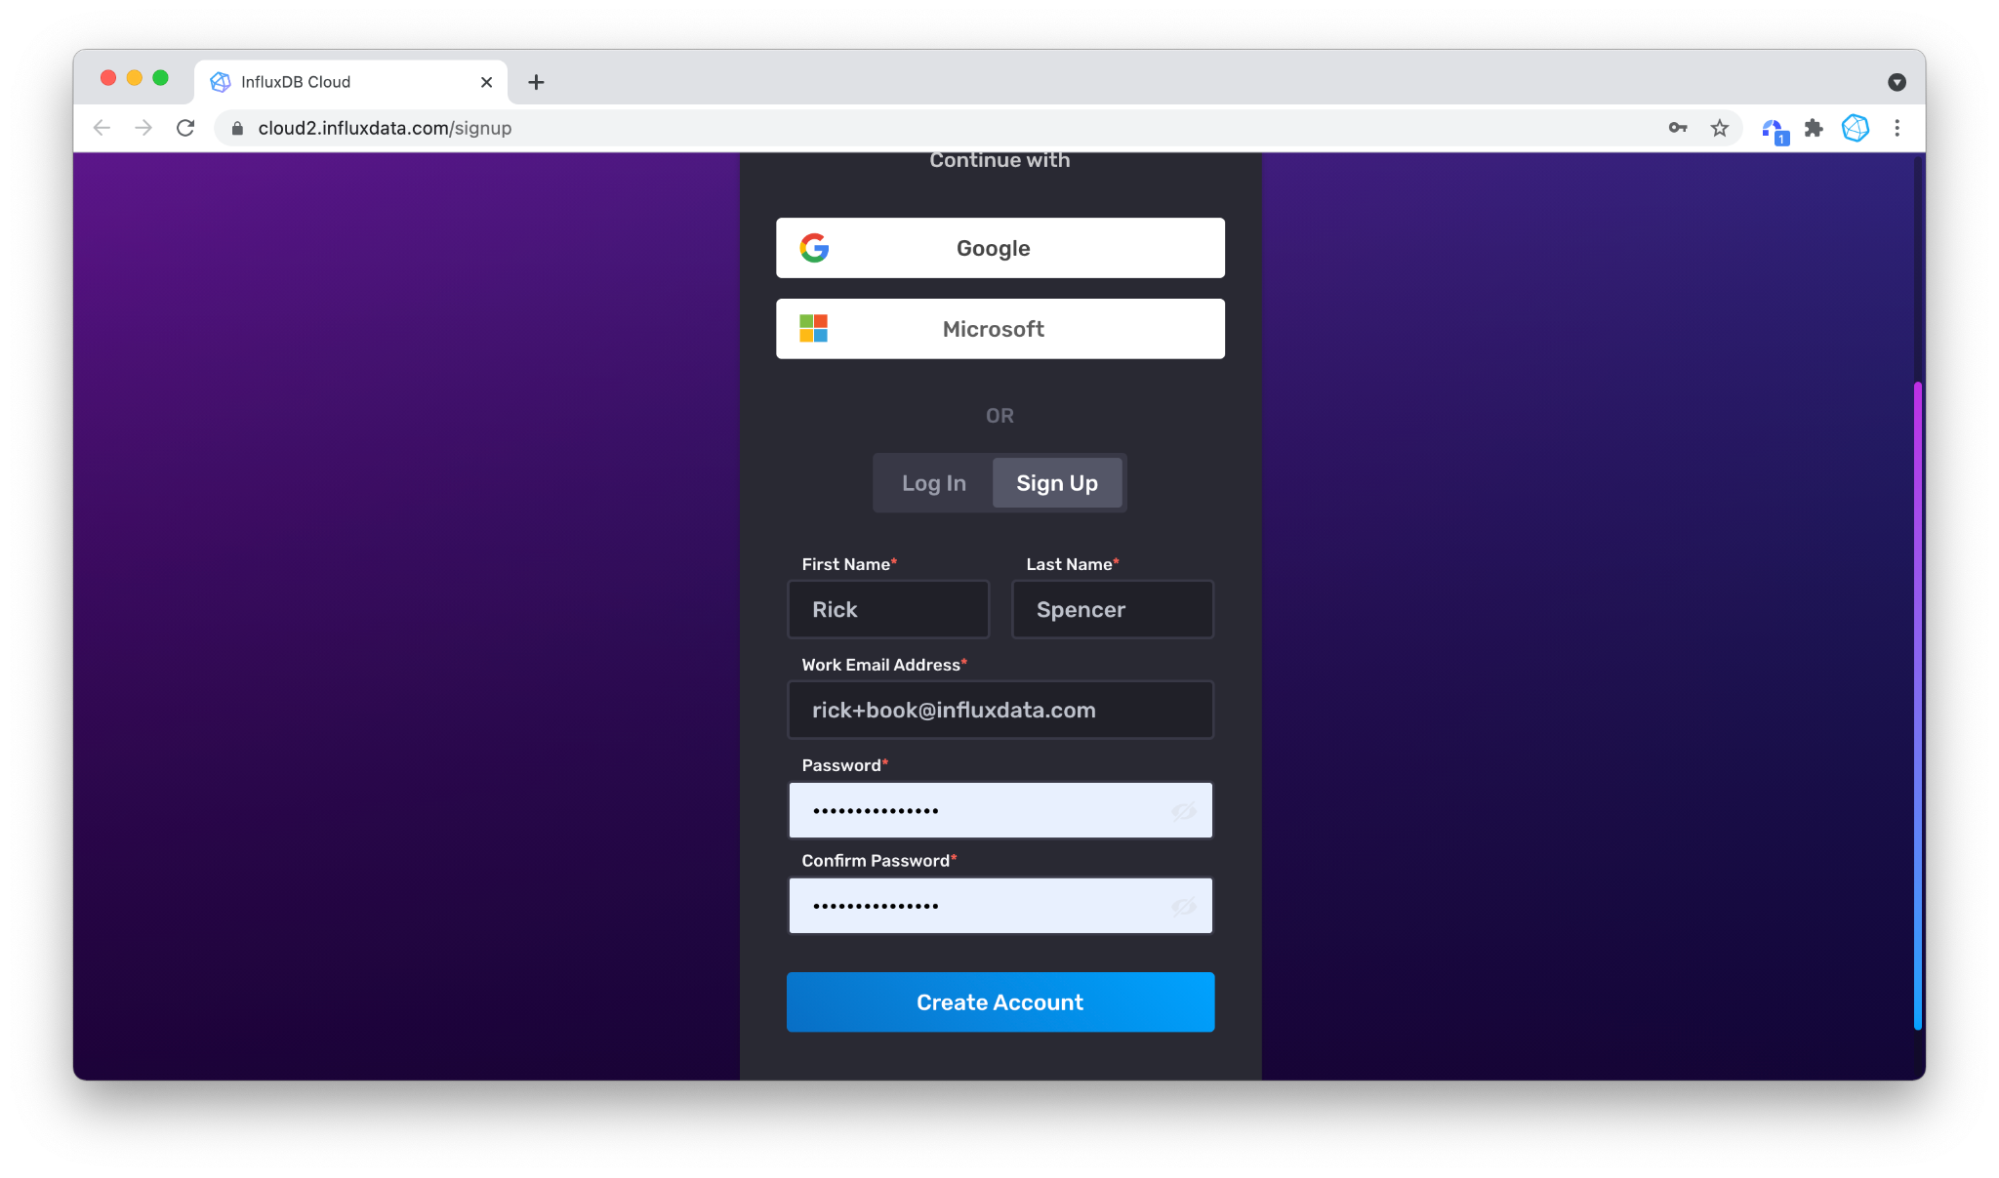 InfluxDB Cloud
cloud2.influxdata.com/signup
1
Continue with
Google
Microsoft
OR
Log In Sign Up
First Name* Last Name*
Rick Spencer
Work Email Address*
rick+book@influxdata.com
Password*
•••••••••••••••
Confirm Password*
•••••••••••••••
Create Account